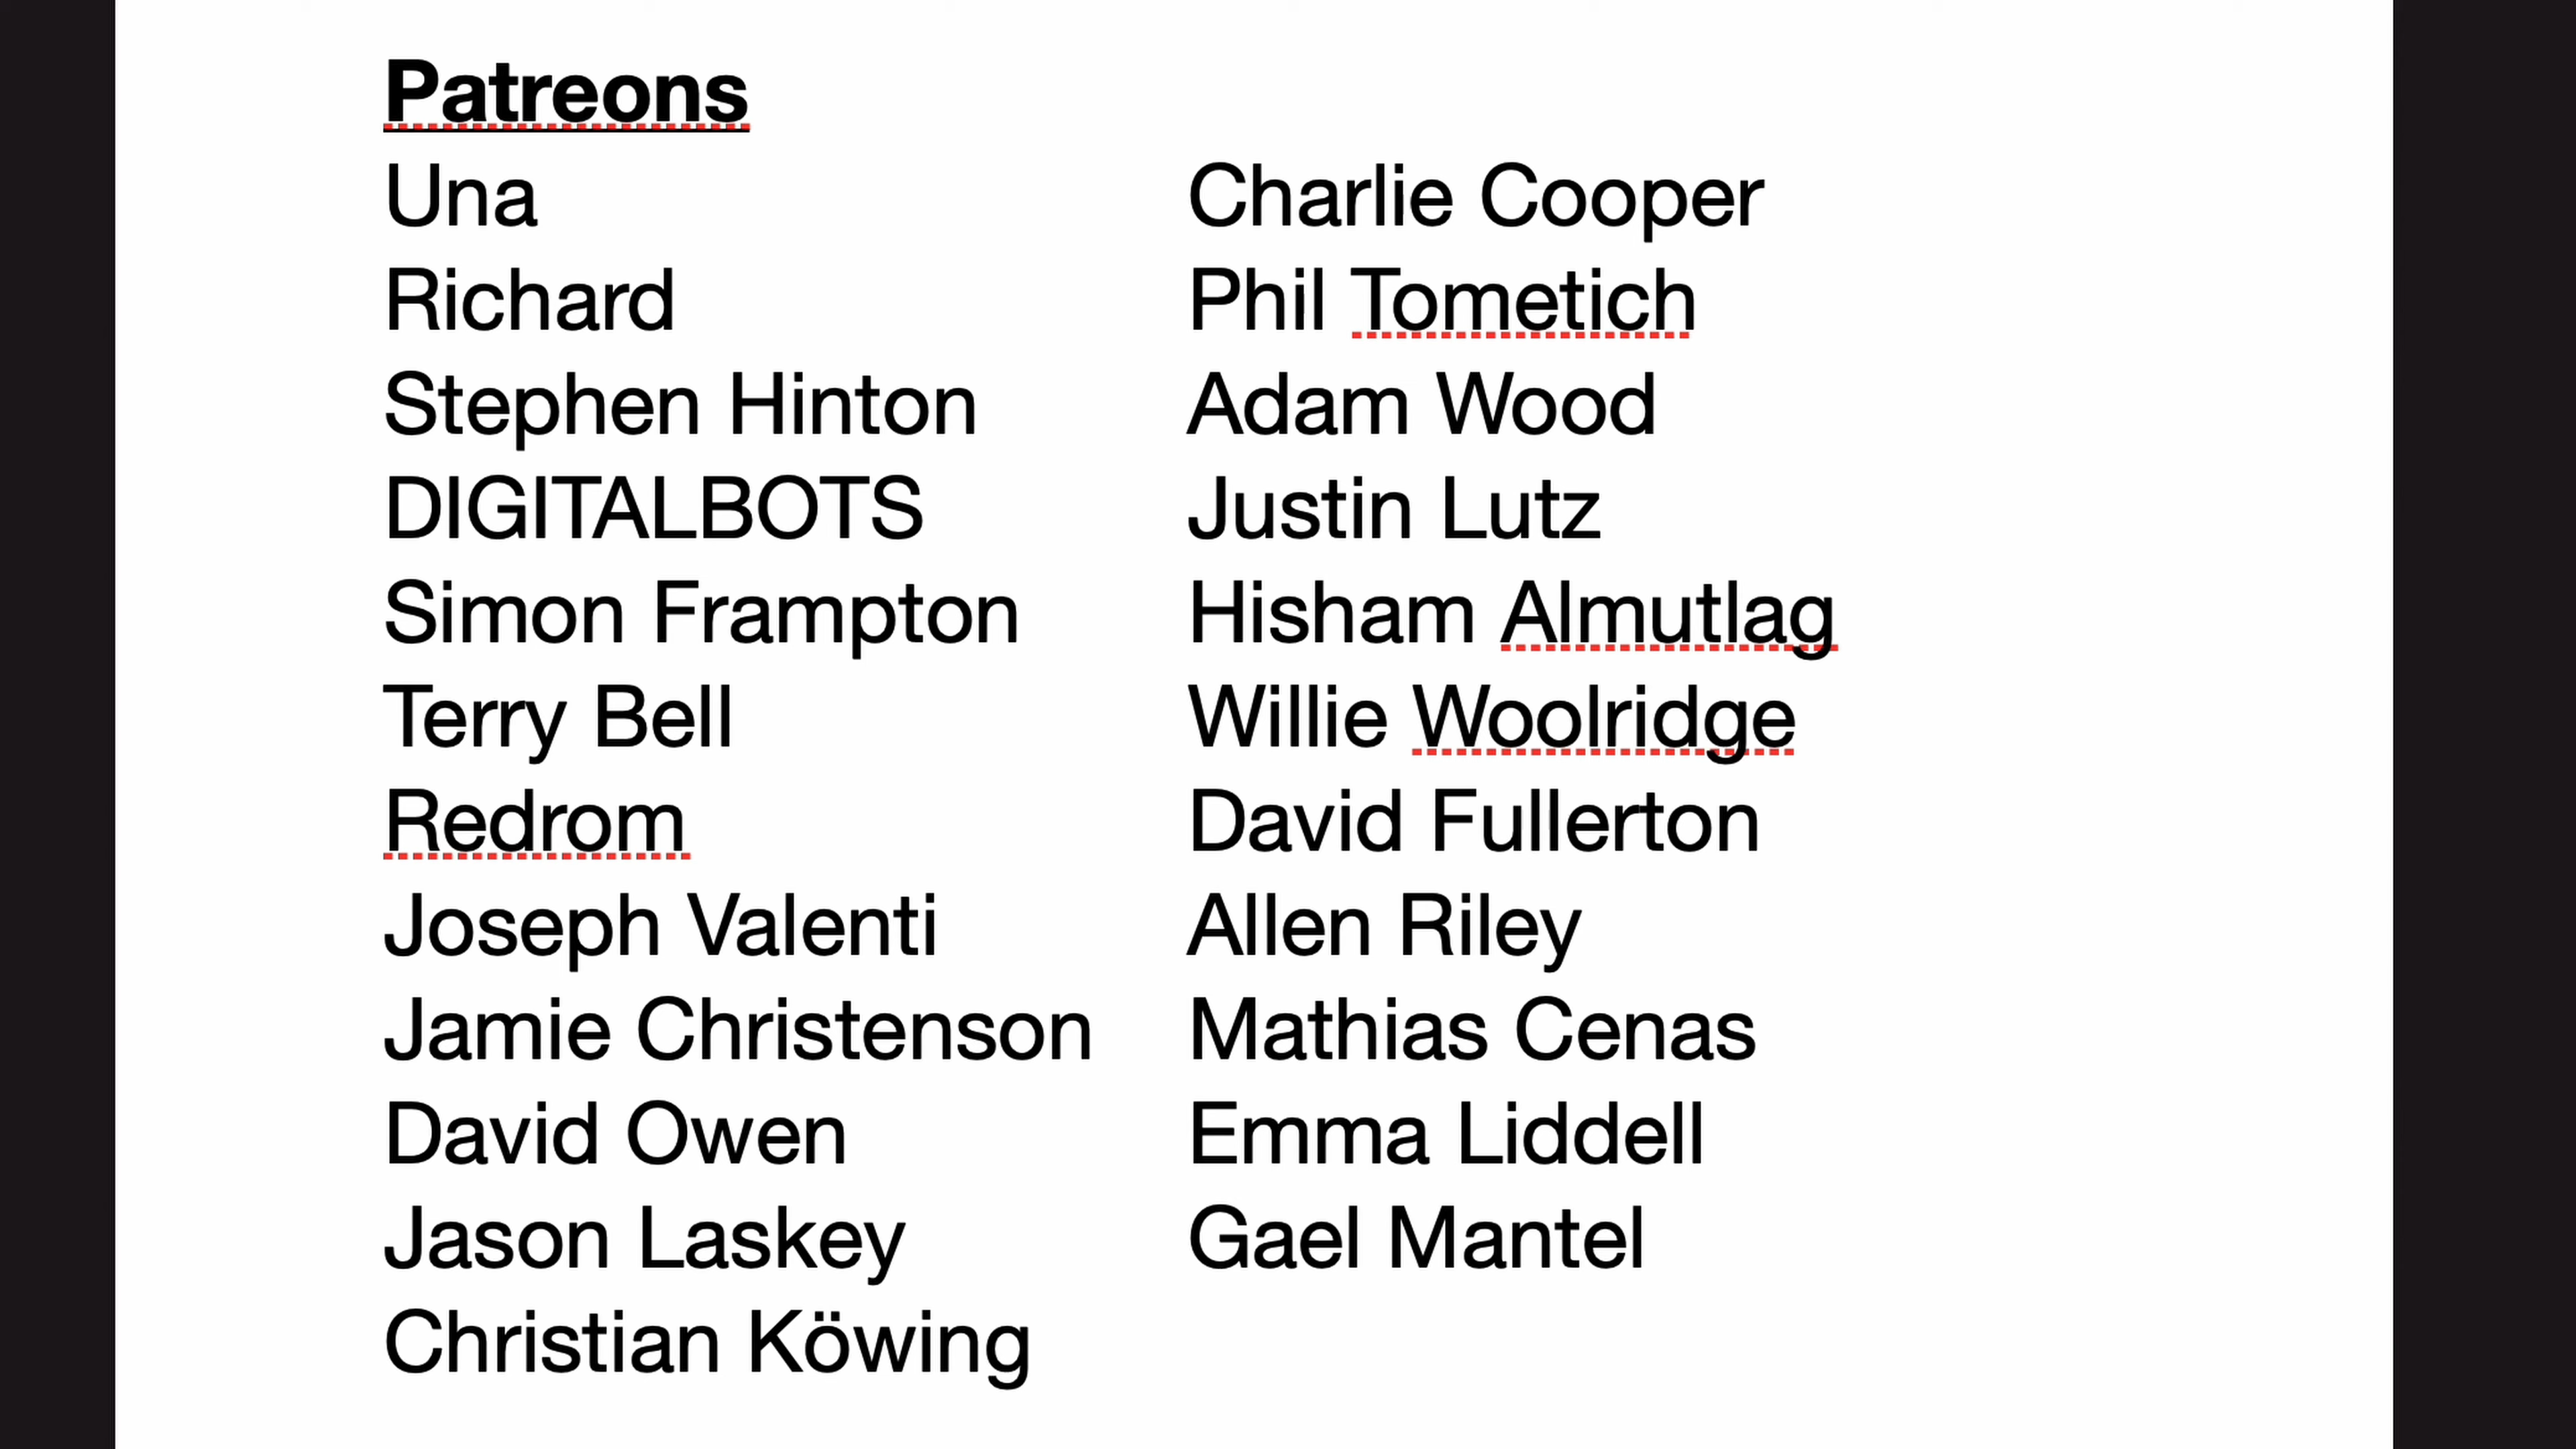 Patreons
Una
Richard
Stephen Hinton
DIGITALBOTS
Simon Frampton
Terry Bell
Redrom
Joseph Valenti
Jamie Christenson
David Owen
Jason Laskey
Christian Köwing
Charlie Cooper
Phil Tometich
Adam Wood
Justin Lutz
Hisham Almutlag
Willie Woolridge
David Fullerton
Allen Riley
Mathias Cenas
Emma Liddell
Gael Mantel